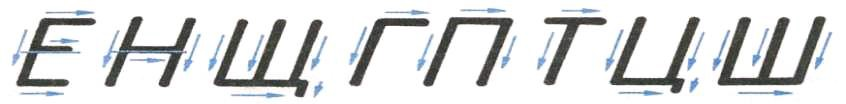 Е Н Щ Г П Т Ц Ш